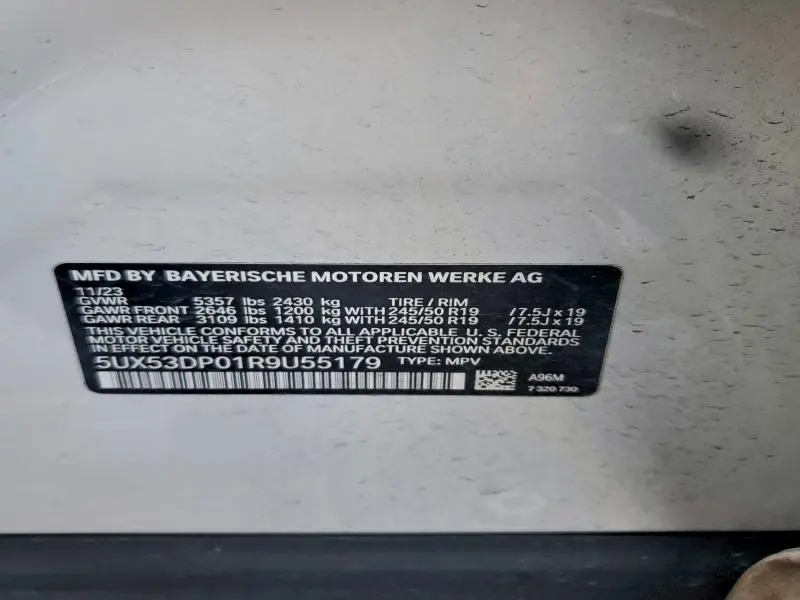 MFD BY BAYERISCHE MOTOREN WERKE AG
11/23
GVWR 5357 lbs 2430 kg TIRE / RIM
GAWR FRONT 2646 lbs 1200 kg WITH 245/50 R19 /7.5J x 19
GAWR REAR 3109 lbs 1410 kg WITH 245/50 R19 /7.5J x 19
THIS VEHICLE CONFORMS TO ALL APPLICABLE U. S. FEDERAL
MOTOR VEHICLE SAFETY AND THEFT PREVENTION STANDARDS
IN EFFECT ON THE DATE OF MANUFACTURE SHOWN ABOVE.
5UX53DP01R9U55179 TYPE: MPV
A96M
7 320 730